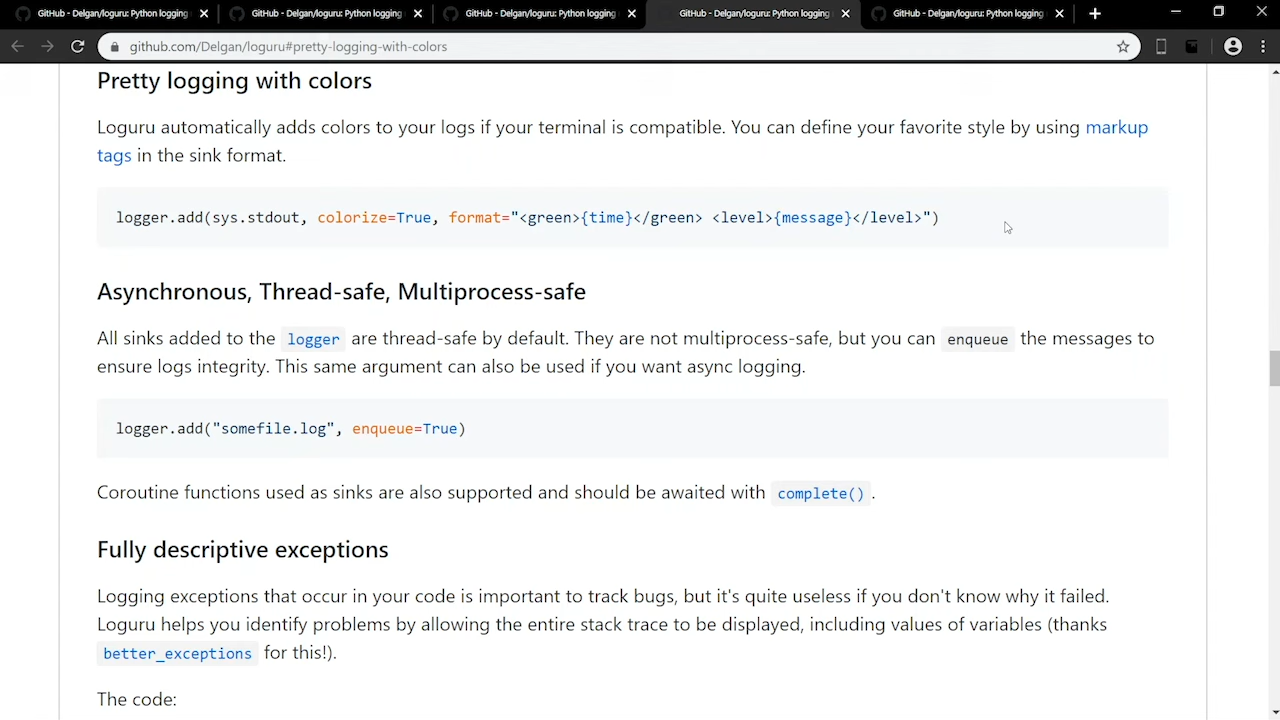 GitHub - Delgan/loguru: Python logging
GitHub - Delgan/loguru: Python logging
GitHub - Delgan/loguru: Python logging
GitHub - Delgan/loguru: Python logging
GitHub - Delgan/loguru: Python logging
github.com/Delgan/loguru#pretty-logging-with-colors
Pretty logging with colors
Loguru automatically adds colors to your logs if your terminal is compatible. You can define your favorite style by using markup
tags in the sink format.
logger.add(sys.stdout, colorize=True, format="<green>{time}</green> <level>{message}</level>")
Asynchronous, Thread-safe, Multiprocess-safe
All sinks added to the logger are thread-safe by default. They are not multiprocess-safe, but you can enqueue the messages to
ensure logs integrity. This same argument can also be used if you want async logging.
logger.add("somefile.log", enqueue=True)
Coroutine functions used as sinks are also supported and should be awaited with complete().
Fully descriptive exceptions
Logging exceptions that occur in your code is important to track bugs, but it's quite useless if you don't know why it failed.
Loguru helps you identify problems by allowing the entire stack trace to be displayed, including values of variables (thanks
better_exceptions for this!).
The code: